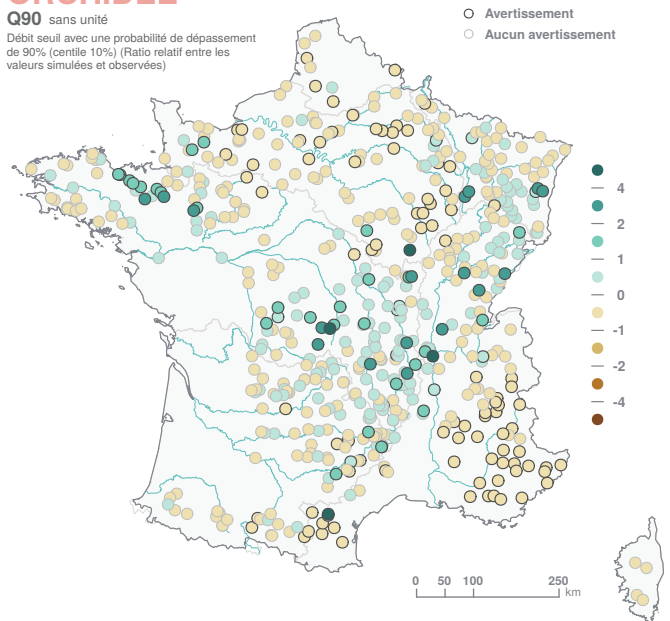 ORCHIDEE
Q90 sans unité
Débit seuil avec une probabilité de dépassement
de 90% (centile 10%) (Ratio relatif entre les
valeurs simulées et observées)
Avertissement
Aucun avertissement
4
2
1
0
-1
-2
-4
0 50 100 250
km